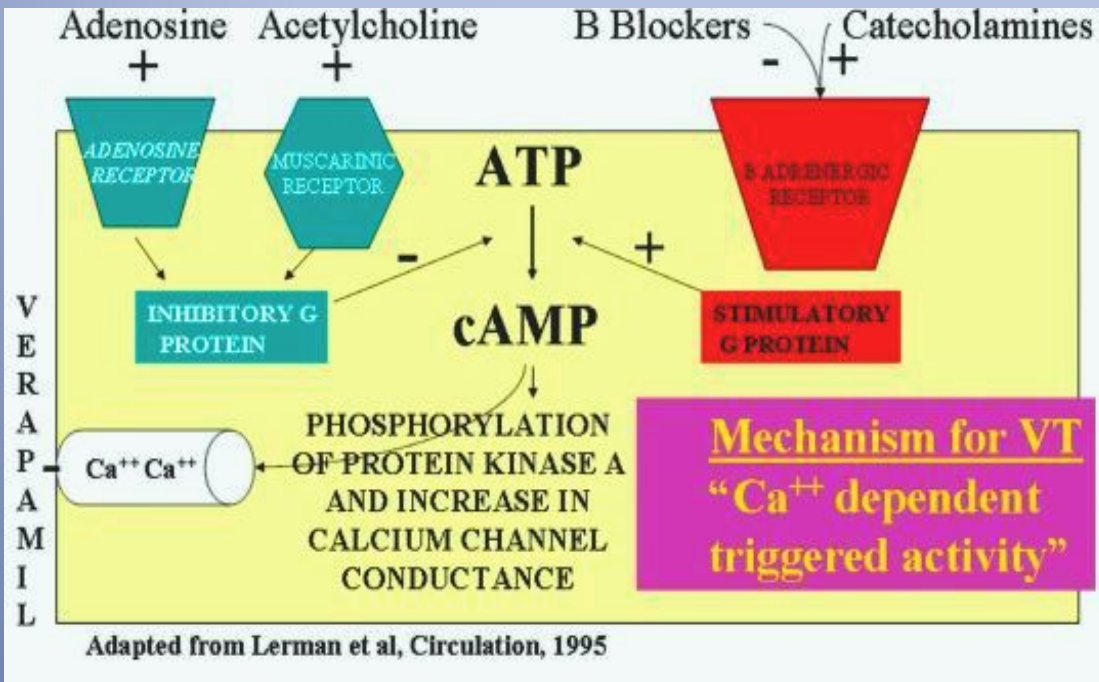 Adenosine Acetylcholine B Blockers Catecholamines
+ + - +
ADENOSINE
RECEPTOR
MUSCARINIC
RECEPTOR
ATP
B ADRENERGIC
RECEPTOR
- +
INHIBITORY G
PROTEIN
cAMP
STIMULATORY
G PROTEIN
VERAPAMIL
-
Ca⁺⁺ Ca⁺⁺
PHOSPHORYLATION
OF PROTEIN KINASE A
AND INCREASE IN
CALCIUM CHANNEL
CONDUCTANCE
Mechanism for VT
“Ca⁺⁺ dependent
triggered activity”
Adapted from Lerman et al, Circulation, 1995